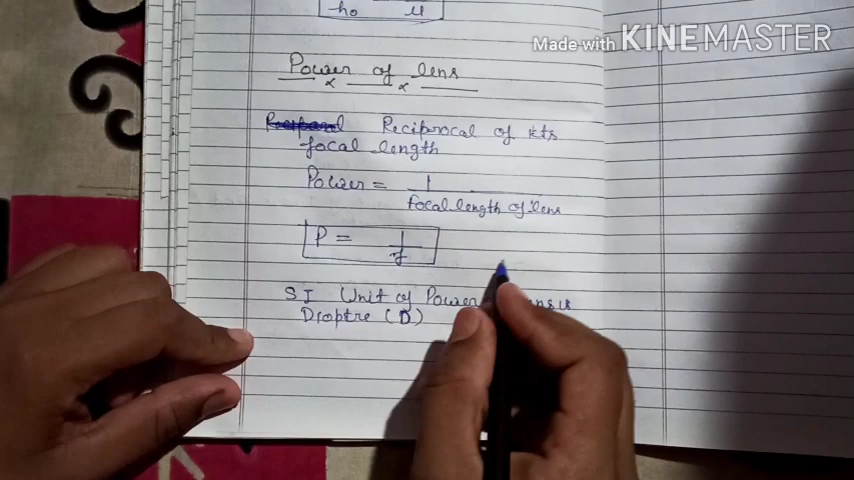 Made with KINEMASTER
ho u
Power of lens
Reciprocal of its
focal length
Power = 1
Focal length of lens
P = 1
f
SI Unit of Power
Dioptre (D)